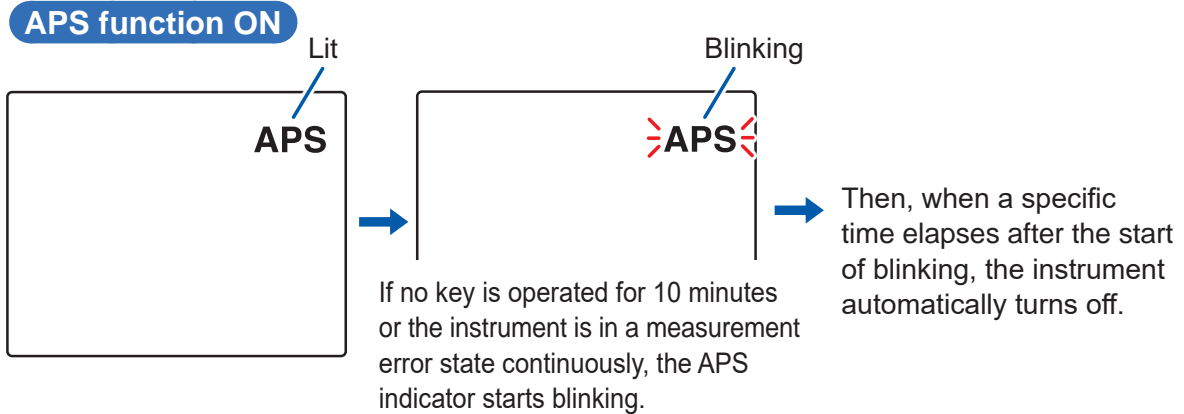 APS function ON
Lit
APS
Blinking
APS
If no key is operated for 10 minutes
or the instrument is in a measurement
error state continuously, the APS
indicator starts blinking.
Then, when a specific
time elapses after the start
of blinking, the instrument
automatically turns off.